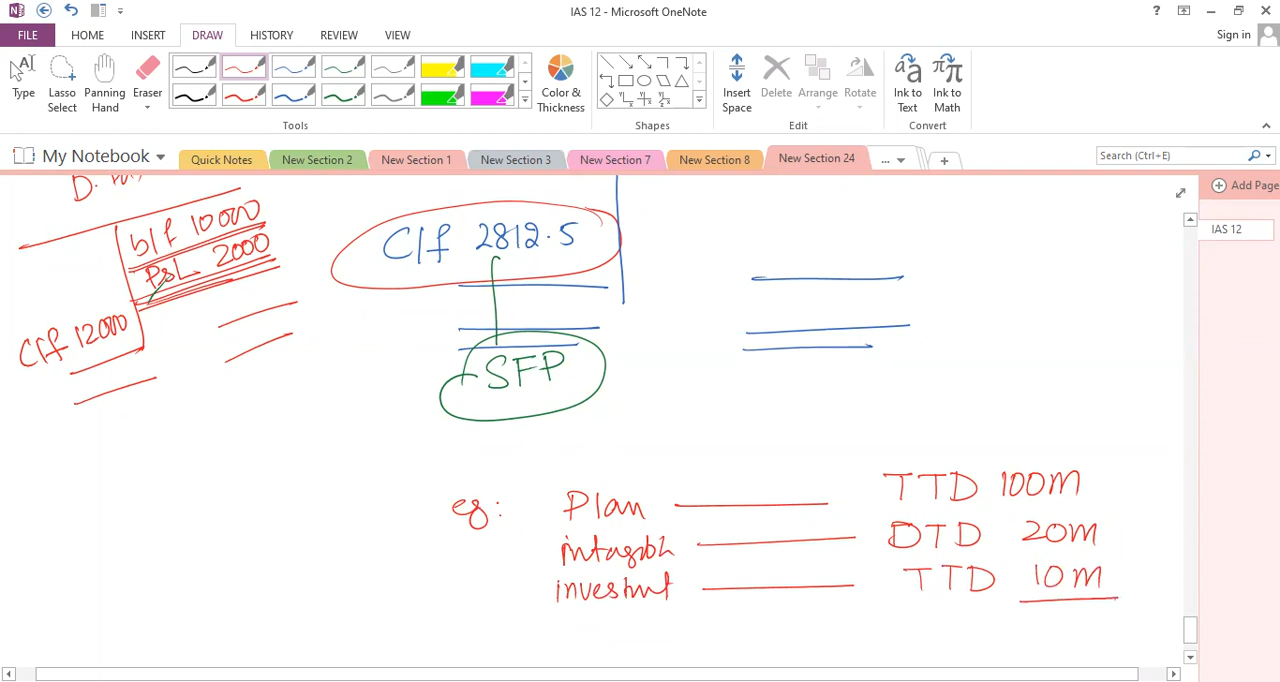 IAS 12 - Microsoft OneNote
Sign in
FILE HOME INSERT DRAW HISTORY REVIEW VIEW
Type
Lasso Select
Panning Hand
Eraser
Color & Thickness
Insert Space
Delete
Arrange
Rotate
Ink to Text
Ink to Math
Tools
Shapes
Edit
Convert
My Notebook
Quick Notes
New Section 2
New Section 1
New Section 3
New Section 7
New Section 8
New Section 24
...
Search (Ctrl+E)
Add Page
IAS 12
b/f 10000
P&L 2000
C/f 12000
C/f 2812.5
SFP
eg:
Plan TTD 100M
intagibl DTD 20M
investnt TTD 10M